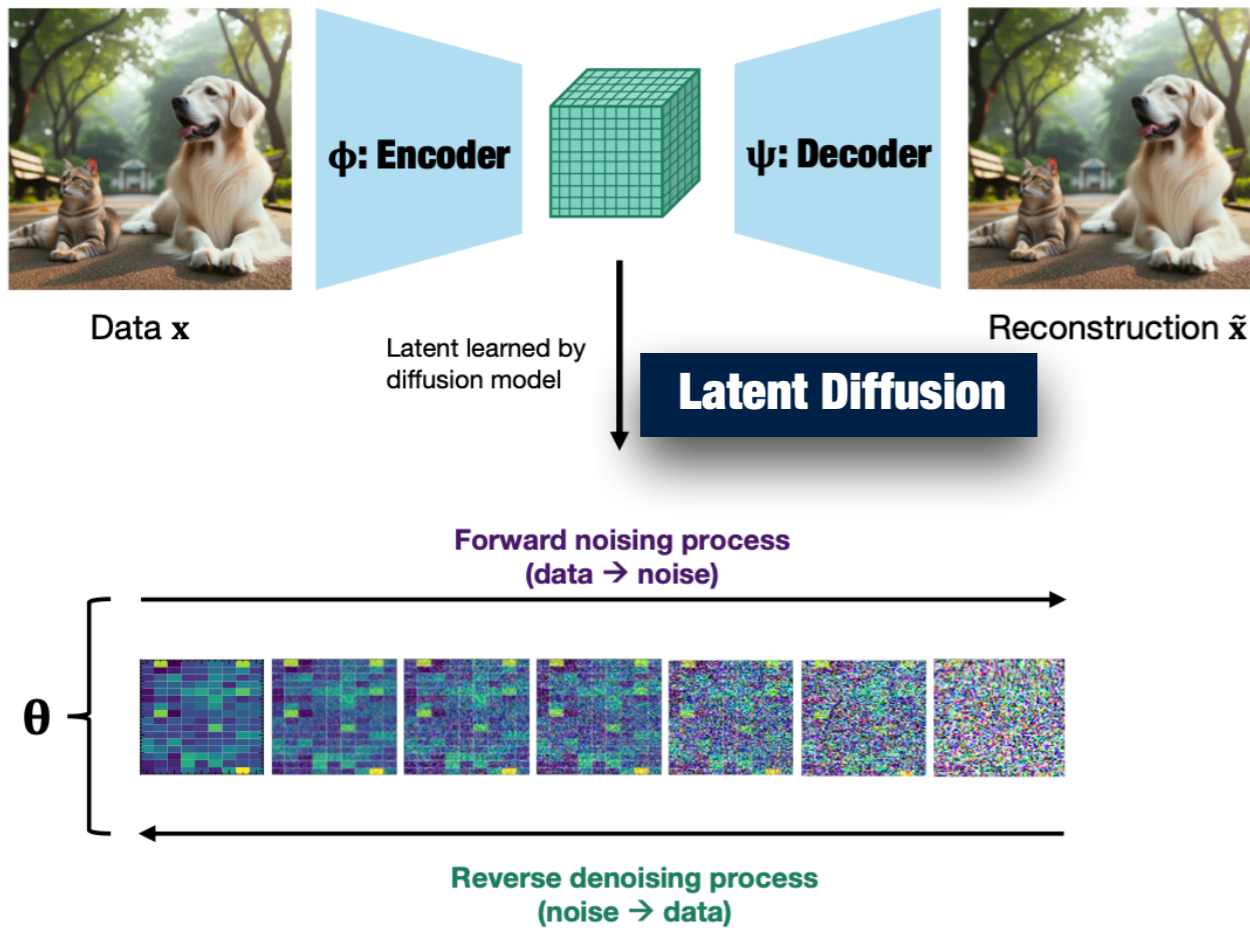 ϕ: Encoder
ψ: Decoder
Data x
Reconstruction x̃
Latent learned by
diffusion model
Latent Diffusion
Forward noising process
(data → noise)
θ
Reverse denoising process
(noise → data)